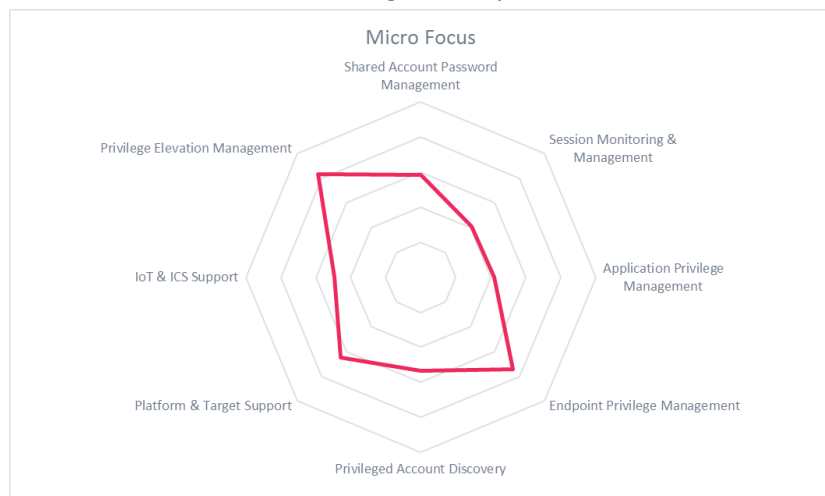 Micro Focus
Shared Account Password
Management
Session Monitoring &
Management
Privilege Elevation Management
Application Privilege
Management
IoT & ICS Support
Endpoint Privilege Management
Platform & Target Support
Privileged Account Discovery